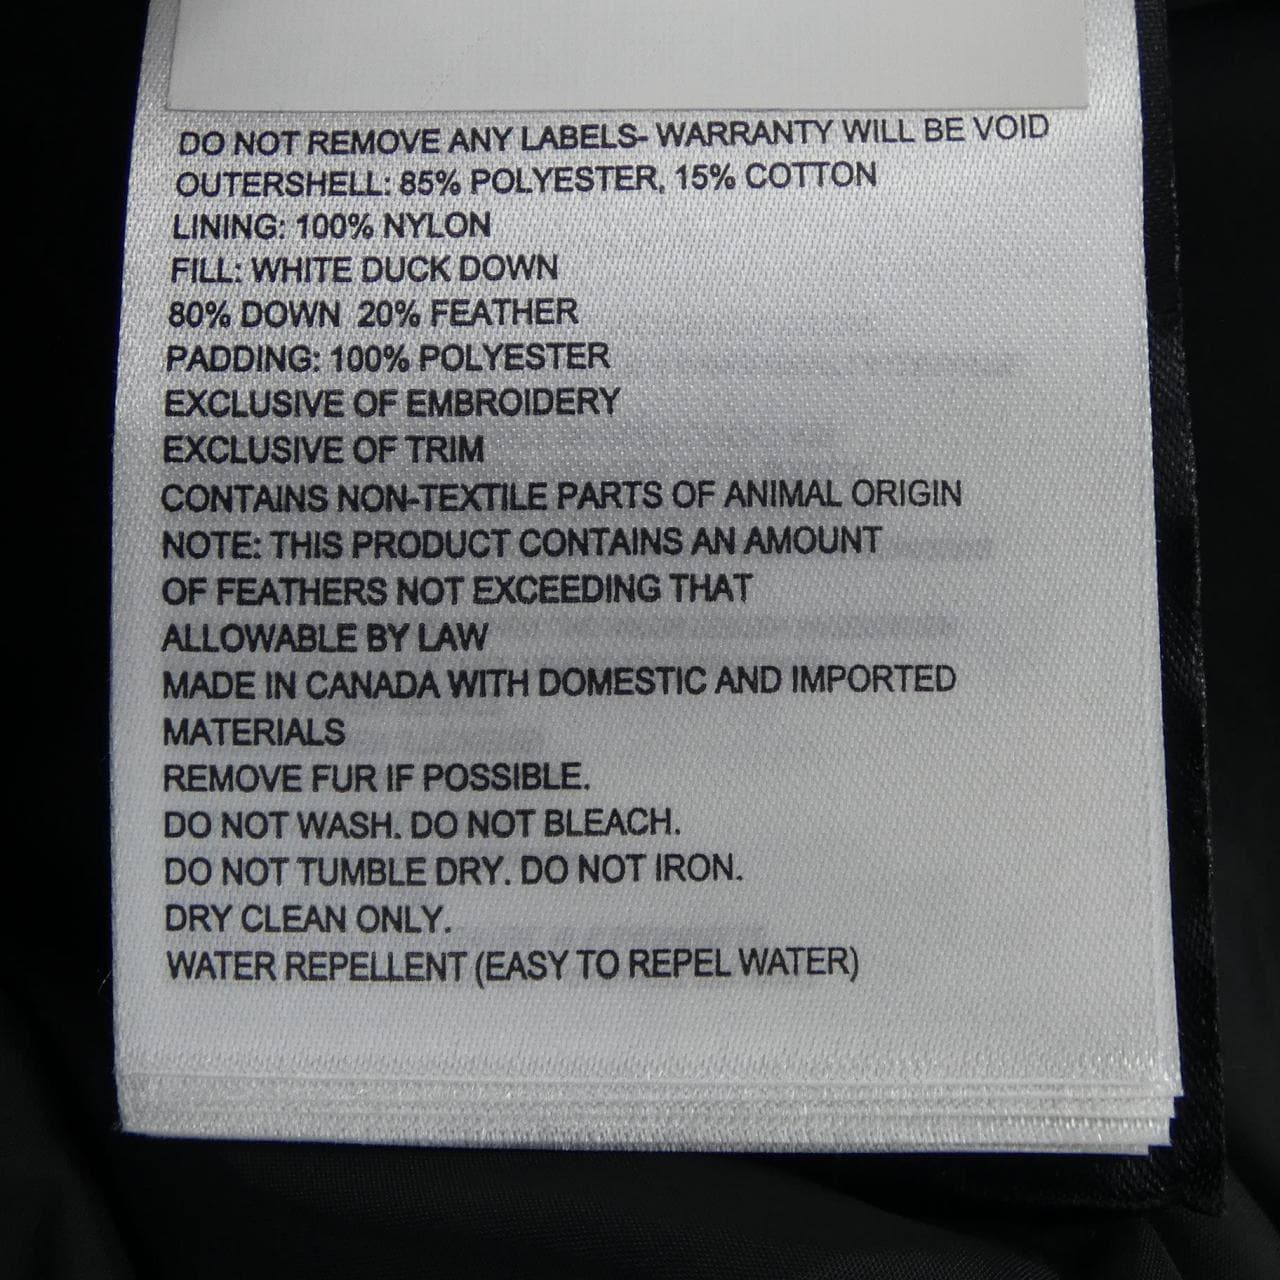 DO NOT REMOVE ANY LABELS- WARRANTY WILL BE VOID
OUTERSHELL: 85% POLYESTER, 15% COTTON
LINING: 100% NYLON
FILL: WHITE DUCK DOWN
80% DOWN 20% FEATHER
PADDING: 100% POLYESTER
EXCLUSIVE OF EMBROIDERY
EXCLUSIVE OF TRIM
CONTAINS NON-TEXTILE PARTS OF ANIMAL ORIGIN
NOTE: THIS PRODUCT CONTAINS AN AMOUNT
OF FEATHERS NOT EXCEEDING THAT
ALLOWABLE BY LAW
MADE IN CANADA WITH DOMESTIC AND IMPORTED
MATERIALS
REMOVE FUR IF POSSIBLE.
DO NOT WASH. DO NOT BLEACH.
DO NOT TUMBLE DRY. DO NOT IRON.
DRY CLEAN ONLY.
WATER REPELLENT (EASY TO REPEL WATER)